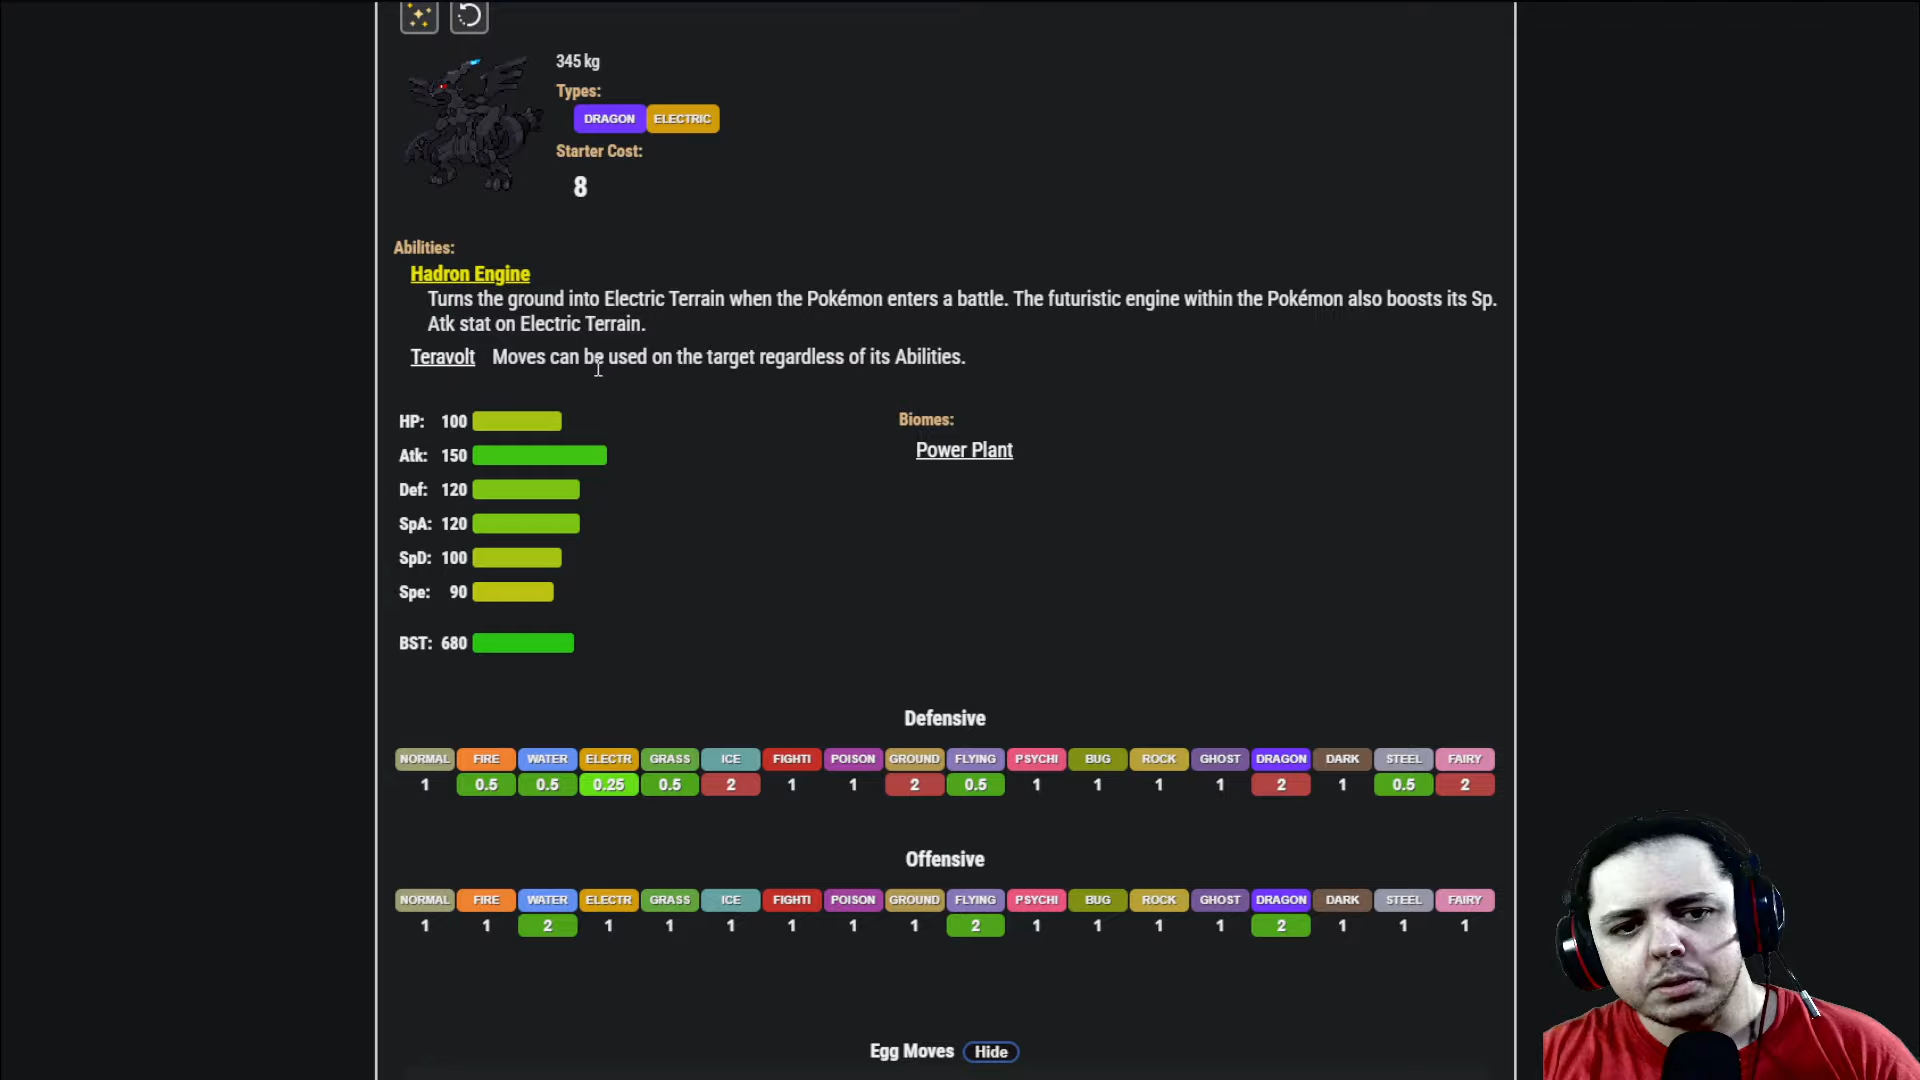 345 kg
Types:
DRAGON ELECTRIC
Starter Cost:
8
Abilities:
Hadron Engine
Turns the ground into Electric Terrain when the Pokémon enters a battle. The futuristic engine within the Pokémon also boosts its Sp.
Atk stat on Electric Terrain.
Teravolt Moves can be used on the target regardless of its Abilities.
HP: 100
Atk: 150
Def: 120
SpA: 120
SpD: 100
Spe: 90
BST: 680
Biomes:
Power Plant
Defensive
NORMAL FIRE WATER ELECTR GRASS ICE FIGHTI POISON GROUND FLYING PSYCHI BUG ROCK GHOST DRAGON DARK STEEL FAIRY
1 0.5 0.5 0.25 0.5 2 1 1 2 0.5 1 1 1 1 2 1 0.5 2
Offensive
NORMAL FIRE WATER ELECTR GRASS ICE FIGHTI POISON GROUND FLYING PSYCHI BUG ROCK GHOST DRAGON DARK STEEL FAIRY
1 1 2 1 1 1 1 1 1 2 1 1 1 1 2 1 1 1
Egg Moves Hide